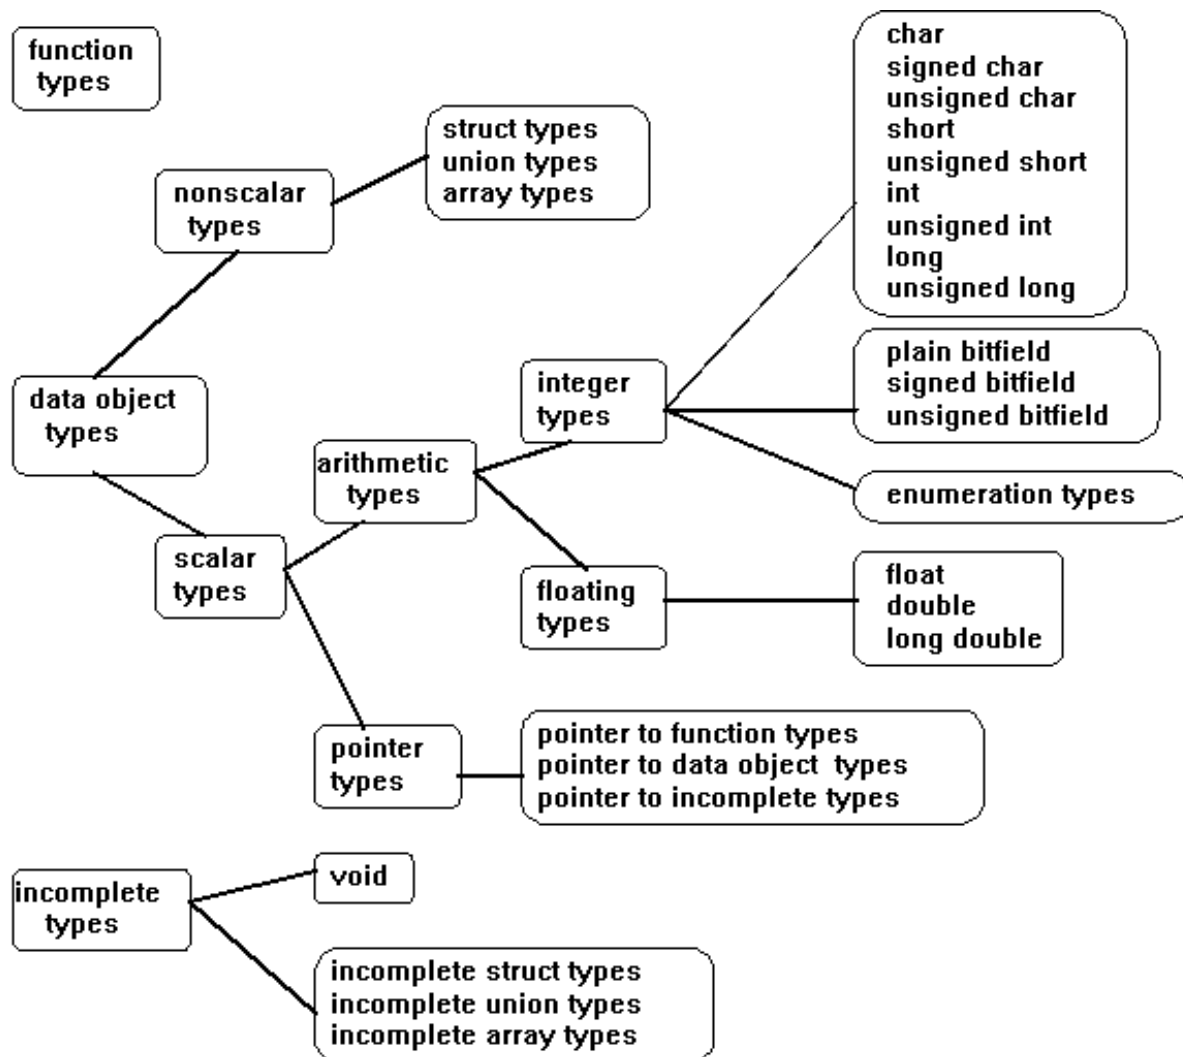 function
types
nonscalar
types
struct types
union types
array types
char
signed char
unsigned char
short
unsigned short
int
unsigned int
long
unsigned long
data object
types
integer
types
plain bitfield
signed bitfield
unsigned bitfield
arithmetic
types
enumeration types
scalar
types
floating
types
float
double
long double
pointer
types
pointer to function types
pointer to data object types
pointer to incomplete types
incomplete
types
void
incomplete struct types
incomplete union types
incomplete array types